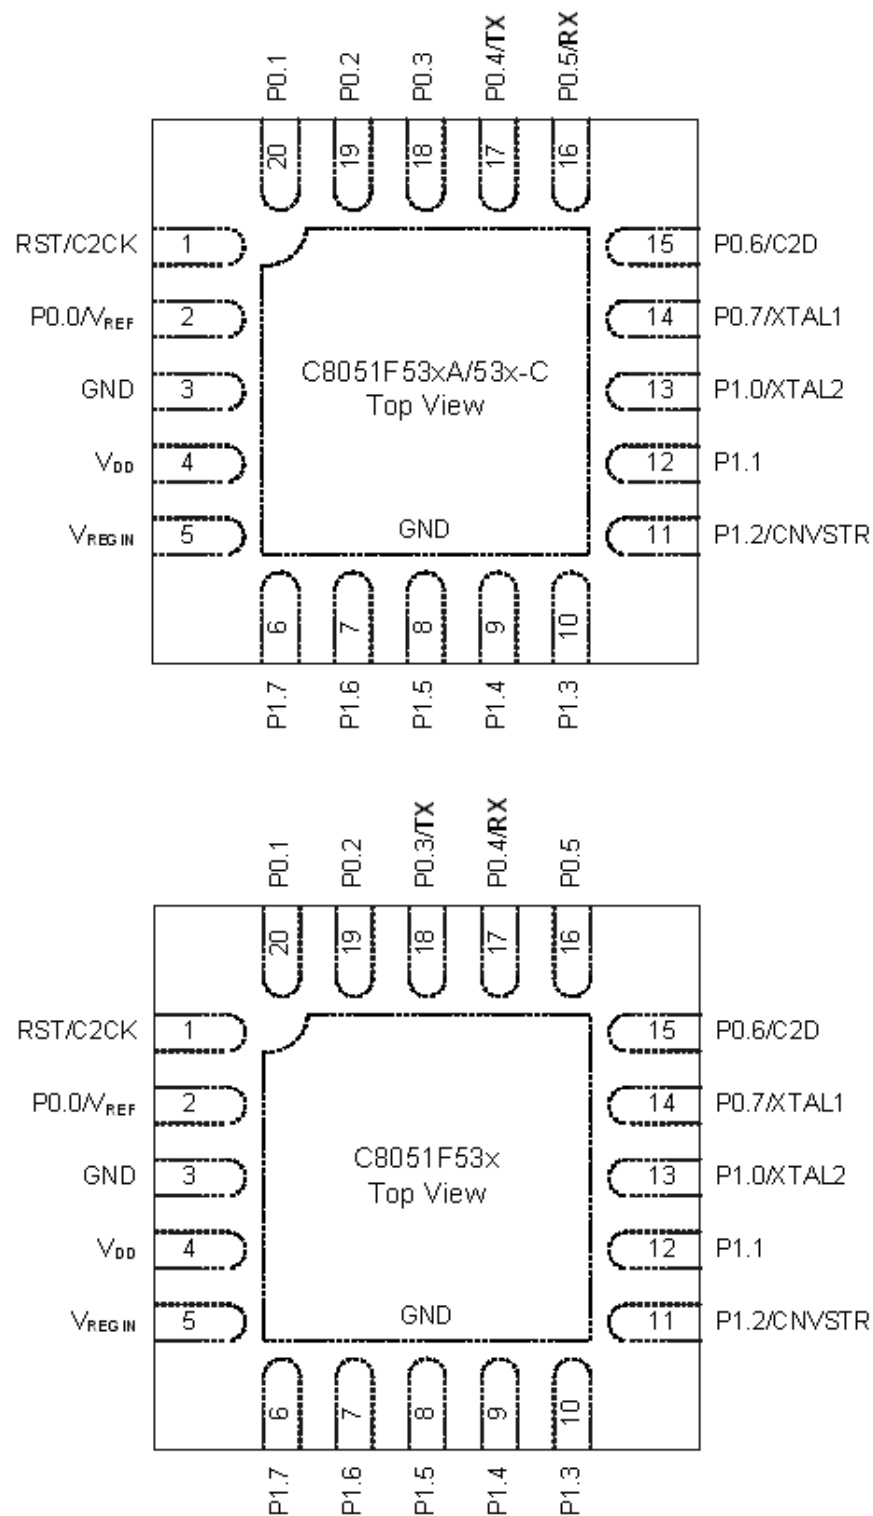 P0.1
P0.2
P0.3
P0.4/TX
P0.5/RX
20
19
18
17
16
RST/C2CK 1
15 P0.6/C2D
P0.0/VREF 2
14 P0.7/XTAL1
GND 3
13 P1.0/XTAL2
VDD 4
12 P1.1
VREGIN 5
11 P1.2/CNVSTR
C8051F53xA/53x-C
Top View
GND
6
7
8
9
10
P1.7
P1.6
P1.5
P1.4
P1.3
P0.1
P0.2
P0.3/TX
P0.4/RX
P0.5
20
19
18
17
16
RST/C2CK 1
15 P0.6/C2D
P0.0/VREF 2
14 P0.7/XTAL1
GND 3
13 P1.0/XTAL2
VDD 4
12 P1.1
VREGIN 5
11 P1.2/CNVSTR
C8051F53x
Top View
GND
6
7
8
9
10
P1.7
P1.6
P1.5
P1.4
P1.3